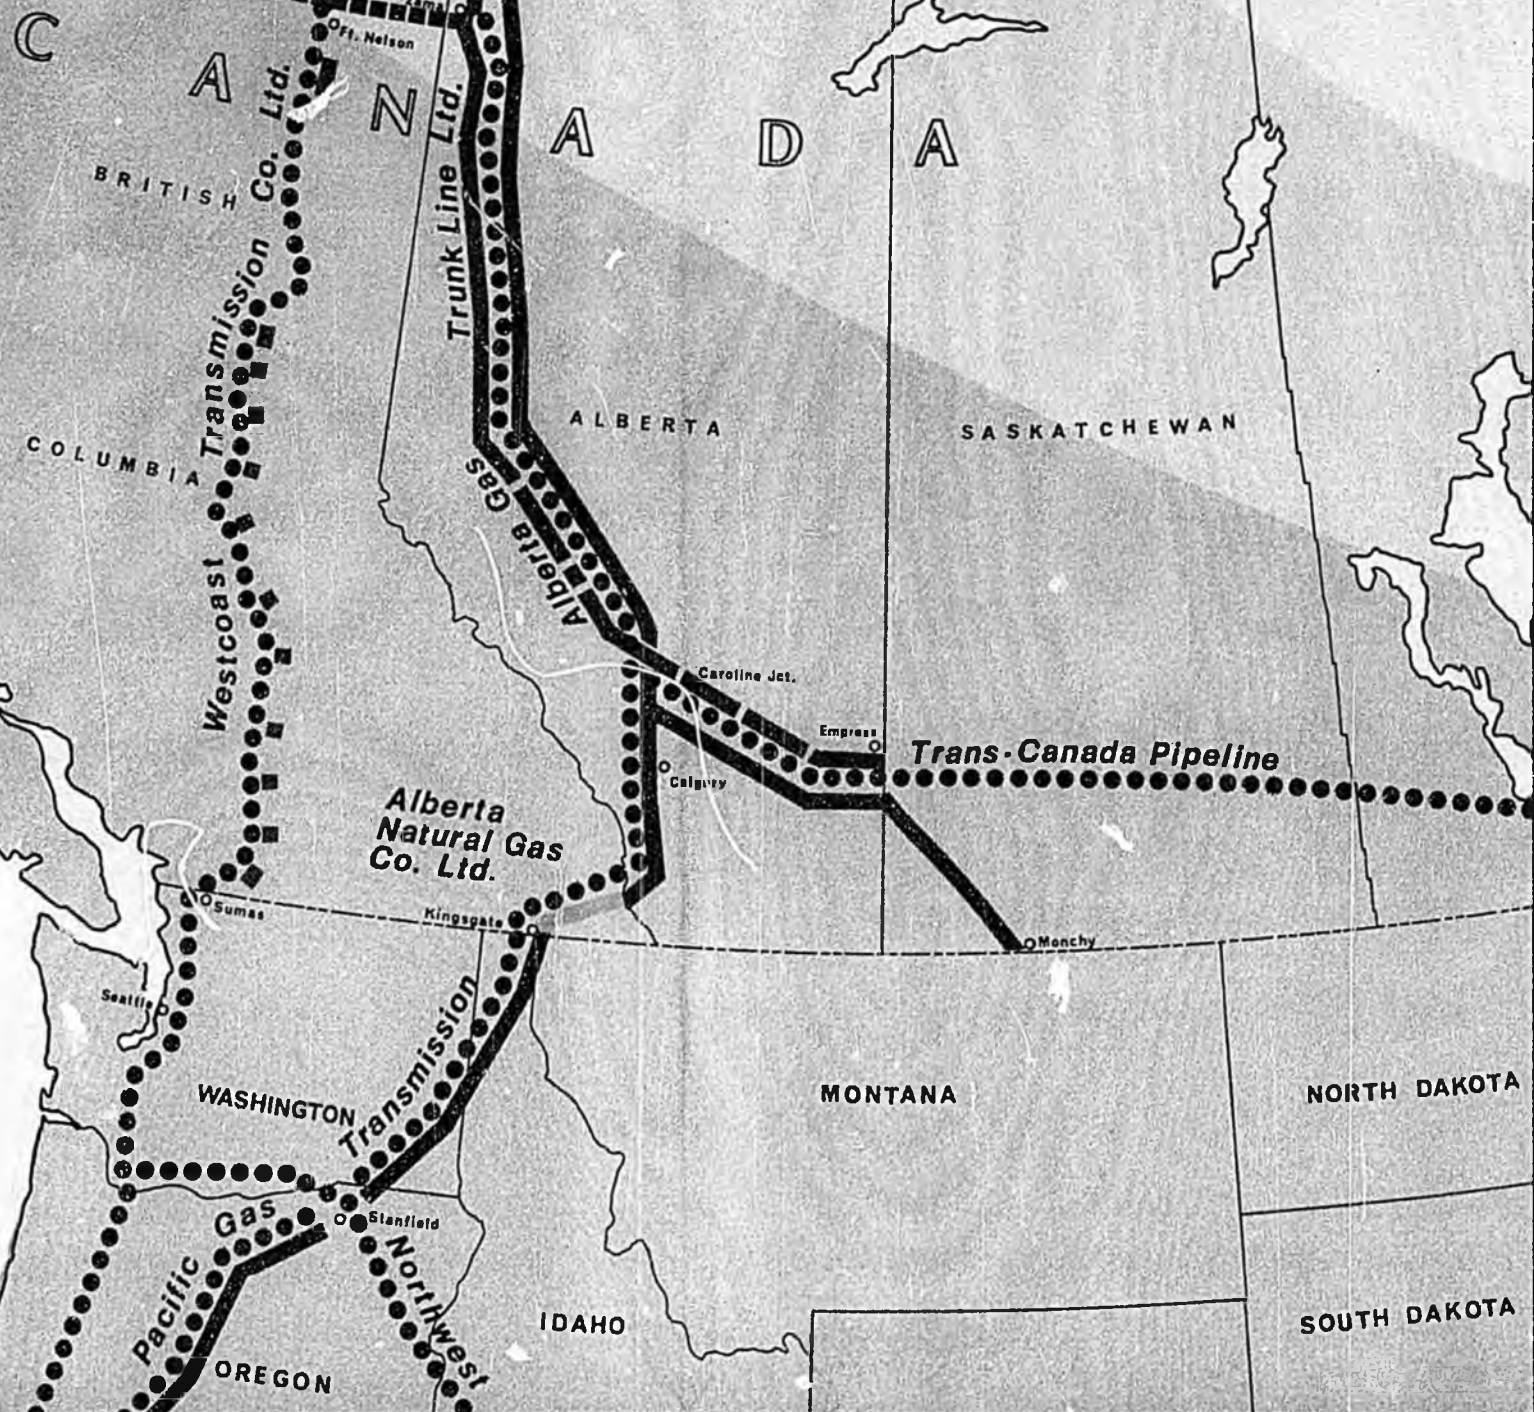 C A N A D A
Ft. Nelson
BRITISH
COLUMBIA
Westcoast Transmission Co. Ltd.
Alberta Gas Trunk Line Ltd.
ALBERTA
SASKATCHEWAN
Caroline Jct.
Empress
Calgary
Trans-Canada Pipeline
Alberta
Natural Gas
Co. Ltd.
Sumas
Kingsgate
Monchy
Seattle
WASHINGTON
MONTANA
NORTH DAKOTA
Pacific Gas Transmission
Stanfield
Northwest
IDAHO
SOUTH DAKOTA
OREGON